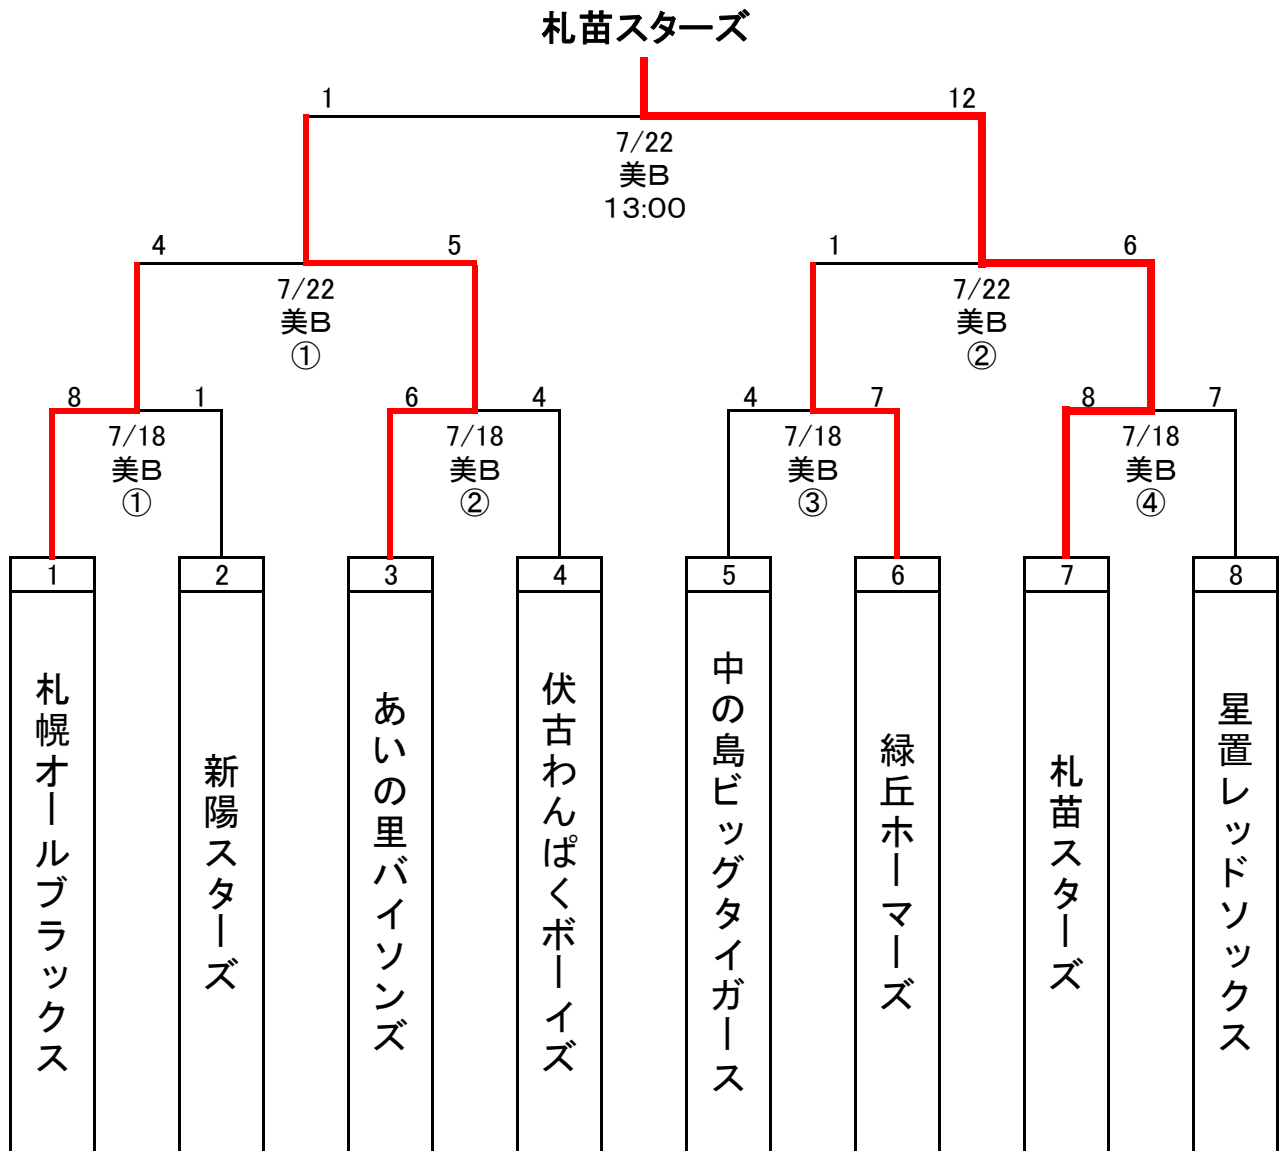 札苗スターズ
1
12
7/22
美B
13:00
4
5
1
6
7/22
美B
①
7/22
美B
②
8
1
6
4
4
7
8
7
7/18
美B
①
7/18
美B
②
7/18
美B
③
7/18
美B
④
1
2
3
4
5
6
7
8
札幌オールブラックス
新陽スターズ
あいの里バイソンズ
伏古わんぱくボーイズ
中の島ビッグタイガース
緑丘ホーマーズ
札苗スターズ
星置レッドソックス